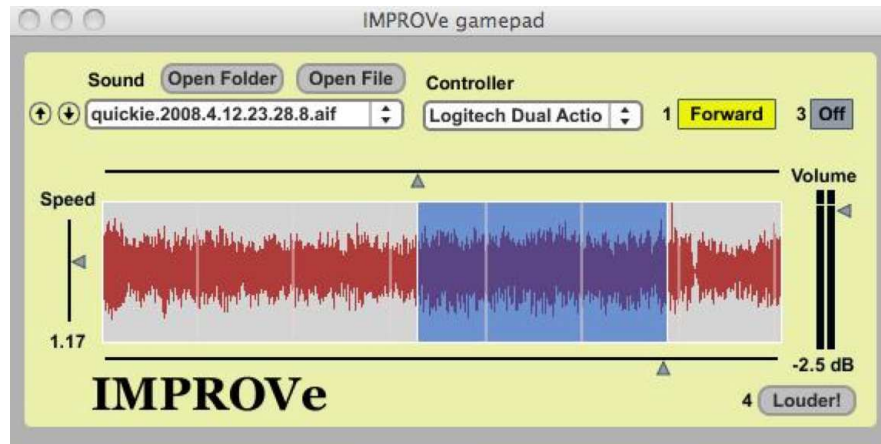 IMPROVe gamepad
Sound Open Folder Open File Controller
quickie.2008.4.12.23.28.8.aif Logitech Dual Actio 1 Forward 3 Off
Volume
Speed
1.17
-2.5 dB
IMPROVe
4 Louder!